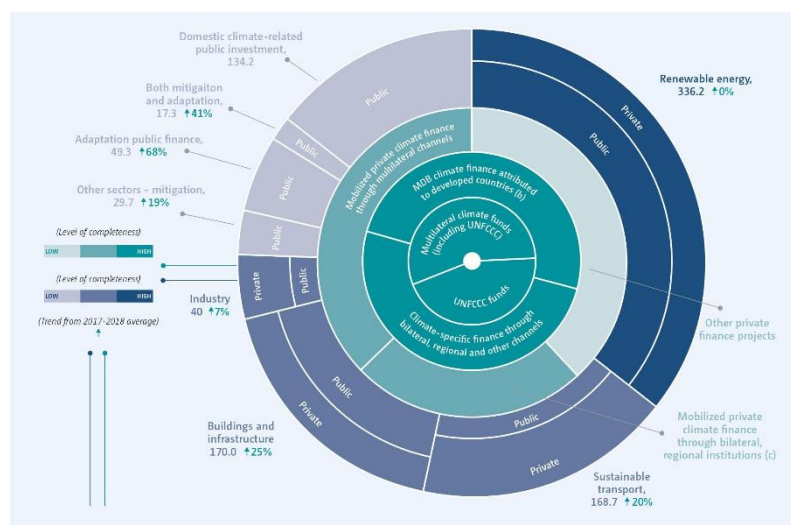 Domestic climate-related
public investment,
134.2
Both mitigaiton
and adaptation,
17.3 ↑41%
Adaptation public finance,
49.3 ↑68%
Other sectors – mitigation,
29.7 ↑19%
(Level of completeness)
LOW HIGH
(Level of completeness)
LOW HIGH
(Trend from 2017-2018 average)
↑
Industry
40 ↑7%
Buildings and
infrastructure
170.0 ↑25%
Public
Public
Public
Public
Private
Public
Public
Private
Public
Private
Public
Private
Renewable energy,
336.2 ↑0%
Mobilized private climate finance
through multilateral channels
MDB climate finance attributed
to developed countries (b)
Multilateral climate funds
(including UNFCCC)
UNFCCC funds
Climate-specific finance through
bilateral, regional and other channels
Other private
finance projects
Mobilized private
climate finance
through bilateral,
regional institutions (c)
Sustainable
transport,
168.7 ↑20%